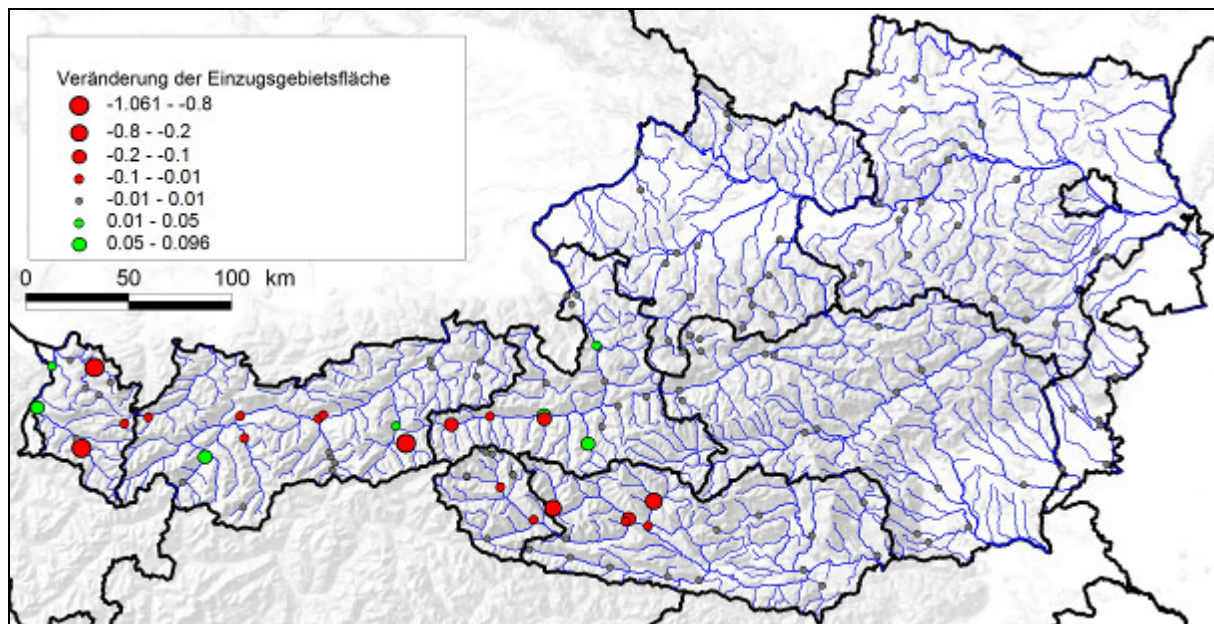 Veränderung der Einzugsgebietsfläche
-1.061 - -0.8
-0.8 - -0.2
-0.2 - -0.1
-0.1 - -0.01
-0.01 - 0.01
0.01 - 0.05
0.05 - 0.096
0 50 100 km